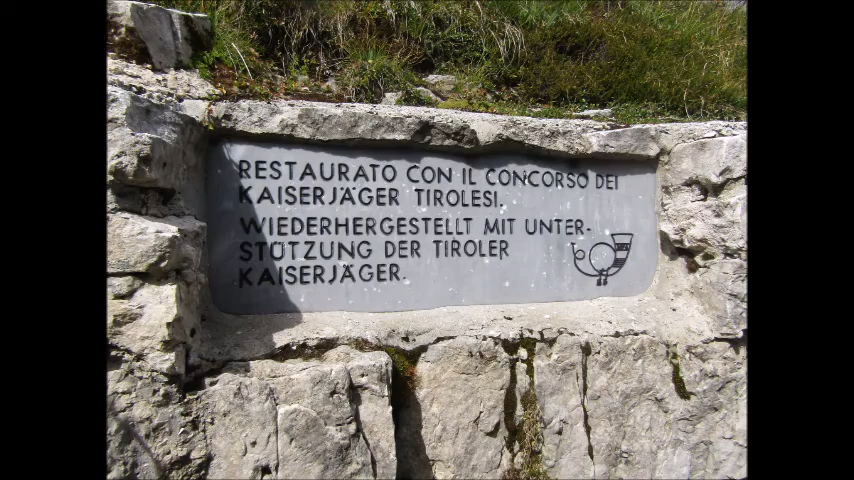 RESTAURATO CON IL CONCORSO DEI
KAISERJÄGER TIROLESI.
WIEDERHERGESTELLT MIT UNTER-
STÜTZUNG DER TIROLER
KAISERJÄGER.